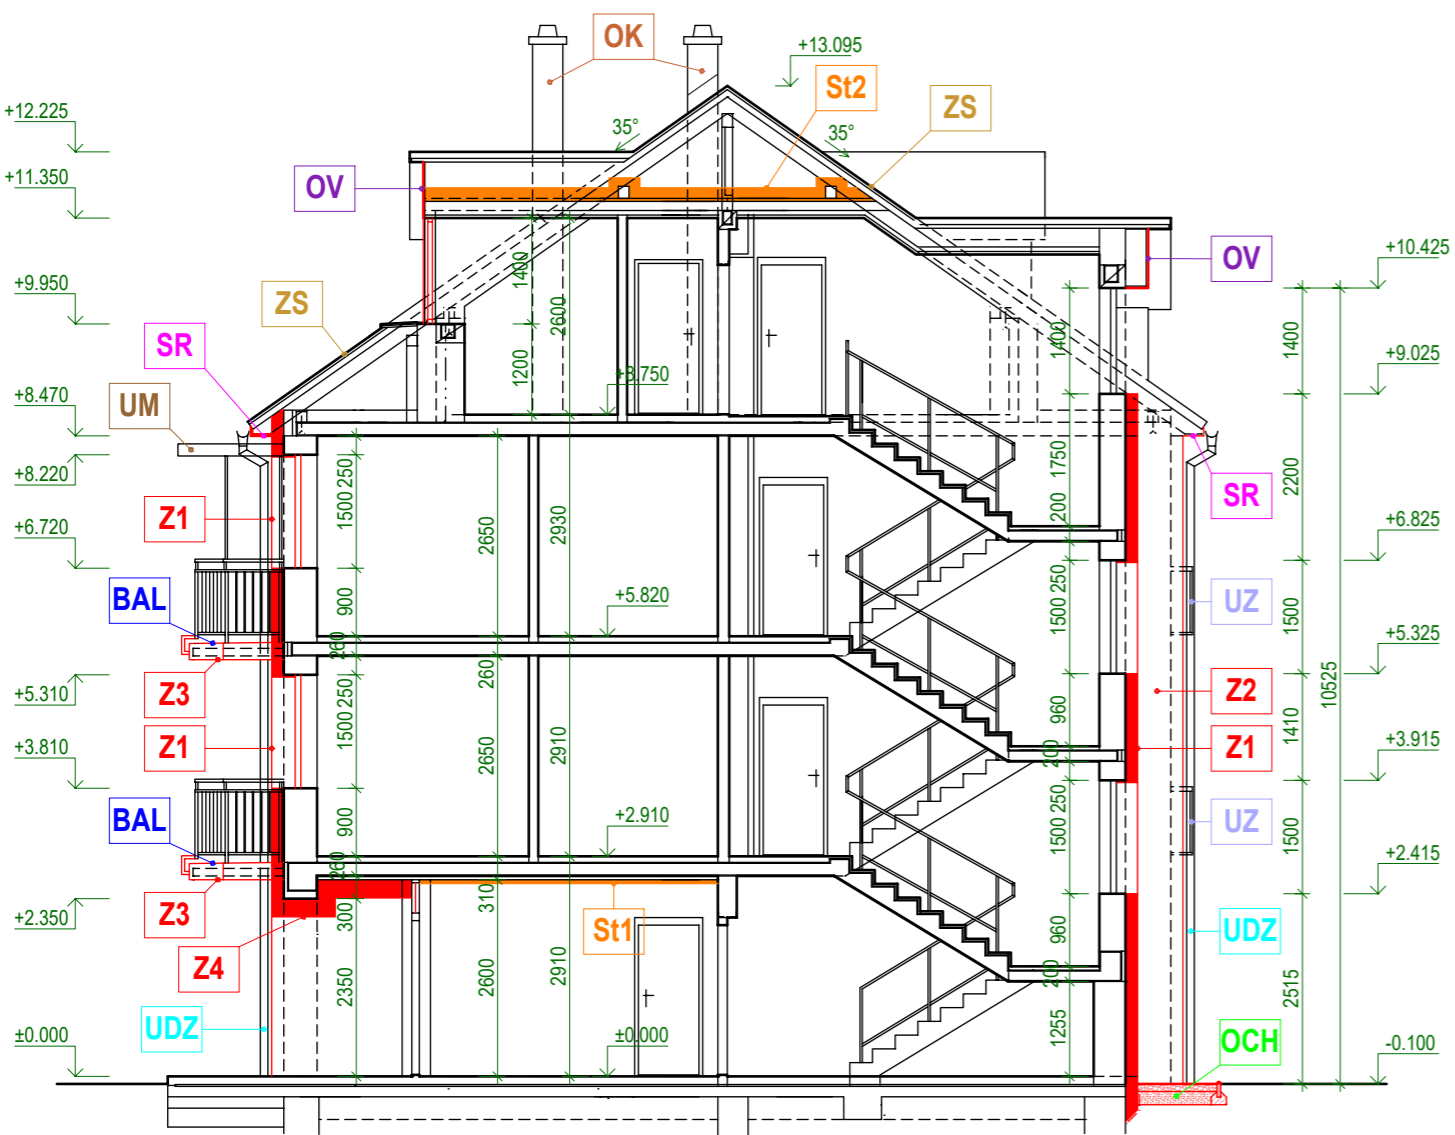 OK
+13.095
St2
ZS
+12.225
35°
35°
+11.350
OV
OV
+10.425
+9.950
ZS
1400
2600
1200
1400
1400
10525
SR
+9.025
UM
+8.470
+8.750
+8.220
250
1500
2650
2930
1750
200
2200
SR
Z1
+6.720
+6.825
BAL
900
+5.820
250
1500
1500
UZ
260
260
+5.325
Z3
+5.310
250
1500
Z2
Z1
2650
2910
960
200
1410
Z1
+3.810
+3.915
BAL
900
+2.910
250
1500
1500
UZ
260
310
+2.415
Z3
+2.350
300
St1
960
200
UDZ
Z4
2350
2600
2910
2515
UDZ
1255
OCH
±0.000
±0.000
-0.100